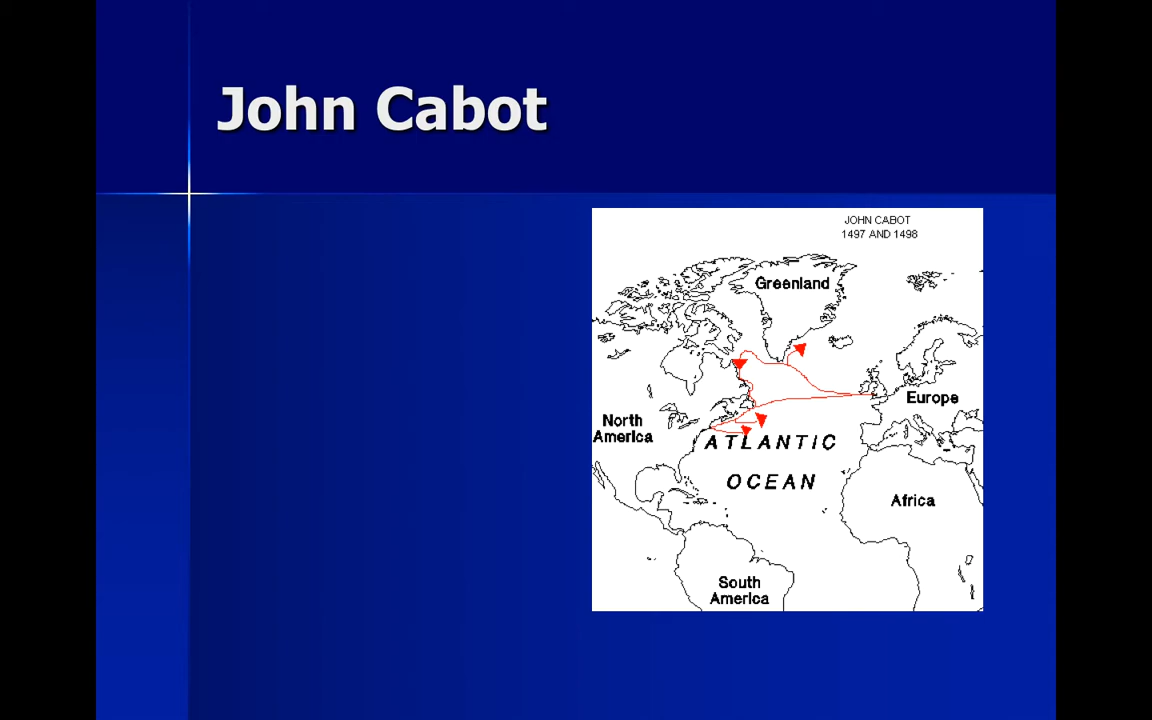 John Cabot
JOHN CABOT
1497 AND 1498
Greenland
Europe
North
America
ATLANTIC
OCEAN
Africa
South
America